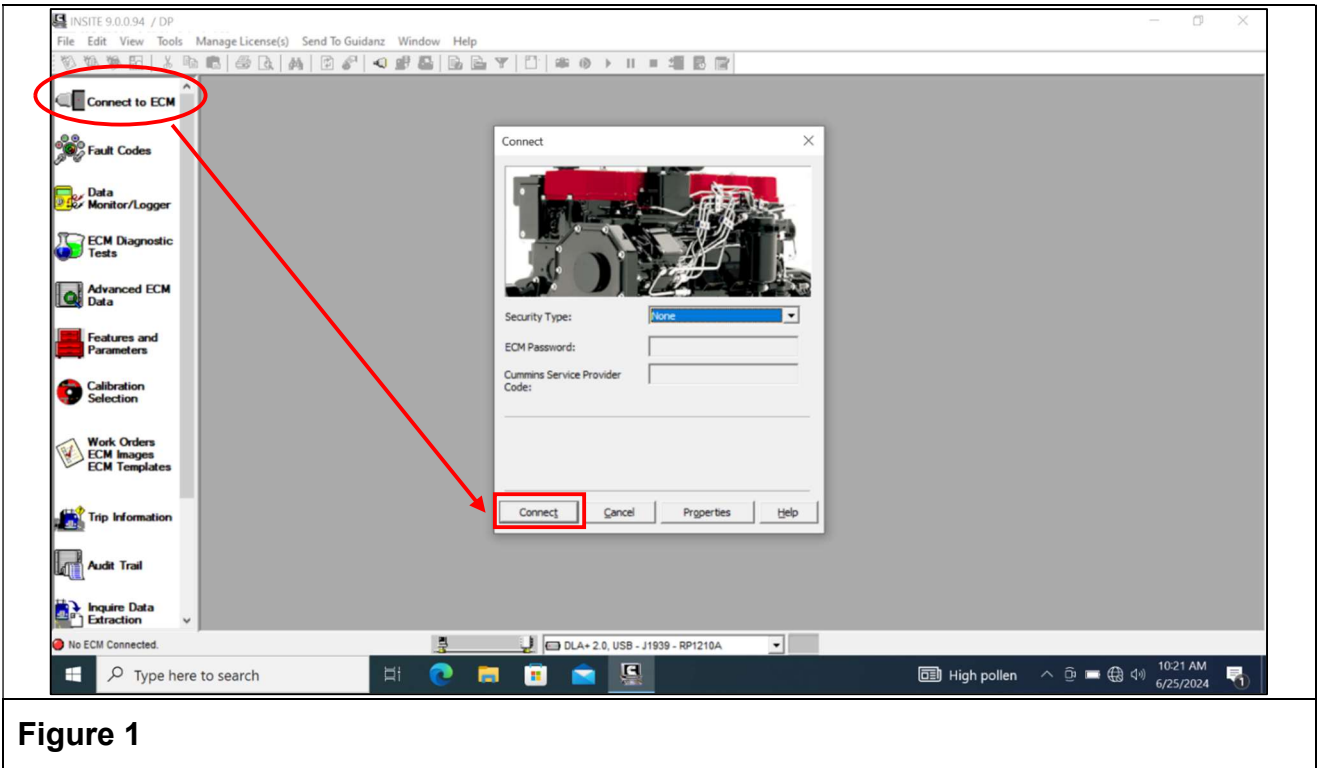 INSITE 9.0.0.94 / DP
File Edit View Tools Manage License(s) Send To Guidanz Window Help
Connect to ECM
Fault Codes
Data
Monitor/Logger
ECM Diagnostic
Tests
Advanced ECM
Data
Features and
Parameters
Calibration
Selection
Work Orders
ECM Images
ECM Templates
Trip Information
Audit Trail
Inquire Data
Extraction
Connect
Security Type:
None
ECM Password:
Cummins Service Provider
Code:
Connect Cancel Properties Help
No ECM Connected.
DLA+ 2.0, USB - J1939 - RP1210A
Type here to search
High pollen
10:21 AM
6/25/2024
1
Figure 1